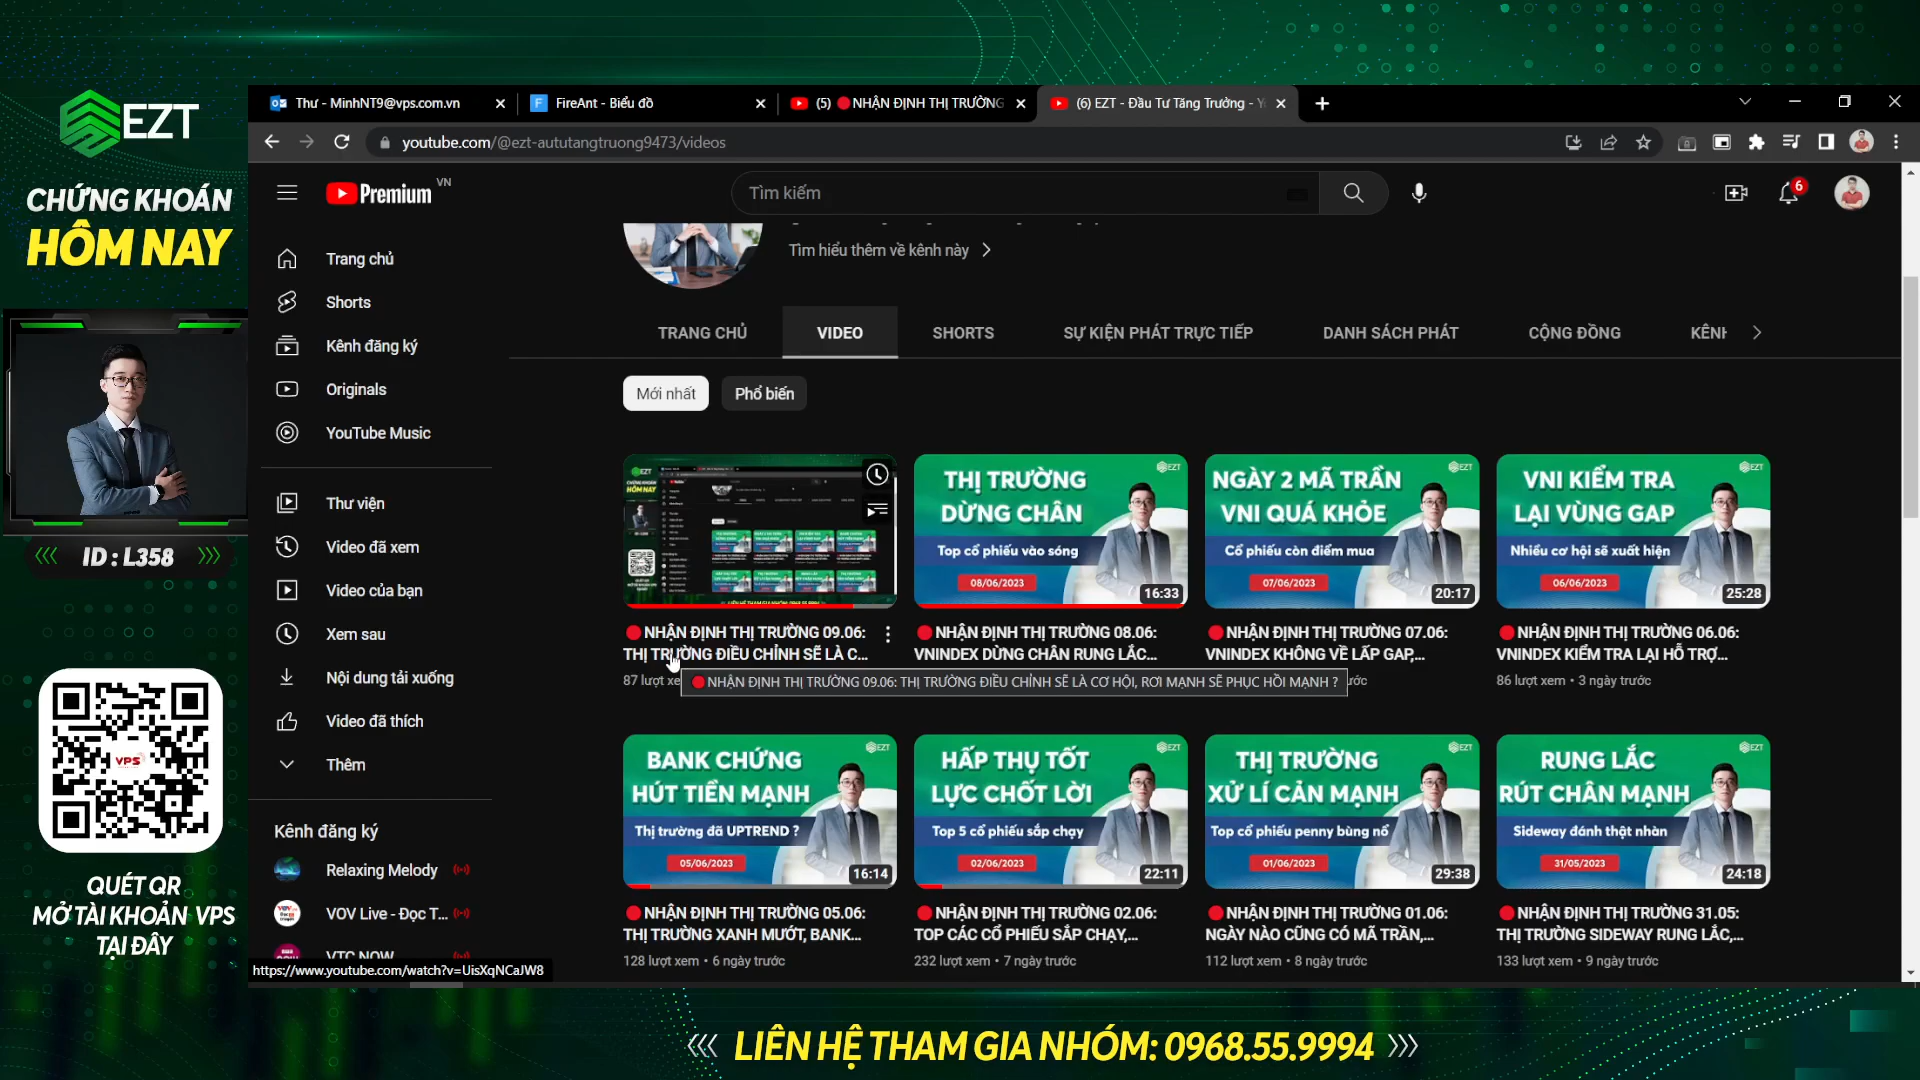 EZT
CHỨNG KHOÁN
HÔM NAY
ID : L358
VPS
QUÉT QR
MỞ TÀI KHOẢN VPS
TẠI ĐÂY
Thư - MinhNT9@vps.com.vn
FireAnt - Biểu đồ
(5) 🔴NHẬN ĐỊNH THỊ TRƯỜNG
(6) EZT - Đầu Tư Tăng Trưởng - Y
youtube.com/@ezt-aututangtruong9473/videos
Premium VN
Tìm kiếm
6
Trang chủ
Shorts
Kênh đăng ký
Originals
YouTube Music
Thư viện
Video đã xem
Video của bạn
Xem sau
Nội dung tải xuống
Video đã thích
Thêm
Kênh đăng ký
Relaxing Melody
VOV Live - Đọc T...
VTC NOW
https://www.youtube.com/watch?v=UisXqNCaJW8
Tìm hiểu thêm về kênh này
TRANG CHỦ
VIDEO
SHORTS
SỰ KIỆN PHÁT TRỰC TIẾP
DANH SÁCH PHÁT
CỘNG ĐỒNG
KÊNH
Mới nhất
Phổ biến
🔴NHẬN ĐỊNH THỊ TRƯỜNG 09.06:
THỊ TRƯỜNG ĐIỀU CHỈNH SẼ LÀ C...
87 lượt xe
🔴NHẬN ĐỊNH THỊ TRƯỜNG 09.06: THỊ TRƯỜNG ĐIỀU CHỈNH SẼ LÀ CƠ HỘI, RƠI MẠNH SẼ PHỤC HỒI MẠNH ?
THỊ TRƯỜNG
DỪNG CHÂN
Top cổ phiếu vào sóng
08/06/2023
EZT
16:33
🔴NHẬN ĐỊNH THỊ TRƯỜNG 08.06:
VNINDEX DỪNG CHÂN RUNG LẮC...
NGÀY 2 MÃ TRẦN
VNI QUÁ KHỎE
Cổ phiếu còn điểm mua
07/06/2023
EZT
20:17
🔴NHẬN ĐỊNH THỊ TRƯỜNG 07.06:
VNINDEX KHÔNG VỀ LẤP GAP,...
ước
VNI KIỂM TRA
LẠI VÙNG GAP
Nhiều cơ hội sẽ xuất hiện
06/06/2023
EZT
25:28
🔴NHẬN ĐỊNH THỊ TRƯỜNG 06.06:
VNINDEX KIỂM TRA LẠI HỖ TRỢ...
86 lượt xem • 3 ngày trước
BANK CHỨNG
HÚT TIỀN MẠNH
Thị trường đã UPTREND ?
05/06/2023
EZT
16:14
🔴NHẬN ĐỊNH THỊ TRƯỜNG 05.06:
THỊ TRƯỜNG XANH MƯỚT, BANK...
128 lượt xem • 6 ngày trước
HẤP THỤ TỐT
LỰC CHỐT LỜI
Top 5 cổ phiếu sắp chạy
02/06/2023
EZT
22:11
🔴NHẬN ĐỊNH THỊ TRƯỜNG 02.06:
TOP CÁC CỔ PHIẾU SẮP CHẠY,...
232 lượt xem • 7 ngày trước
THỊ TRƯỜNG
XỬ LÍ CẢN MẠNH
Top cổ phiếu penny bùng nổ
01/06/2023
EZT
29:38
🔴NHẬN ĐỊNH THỊ TRƯỜNG 01.06:
NGÀY NÀO CŨNG CÓ MÃ TRẦN,...
112 lượt xem • 8 ngày trước
RUNG LẮC
RÚT CHÂN MẠNH
Sideway đánh thật nhàn
31/05/2023
EZT
24:18
🔴NHẬN ĐỊNH THỊ TRƯỜNG 31.05:
THỊ TRƯỜNG SIDEWAY RUNG LẮC,...
133 lượt xem • 9 ngày trước
LIÊN HỆ THAM GIA NHÓM: 0968.55.9994